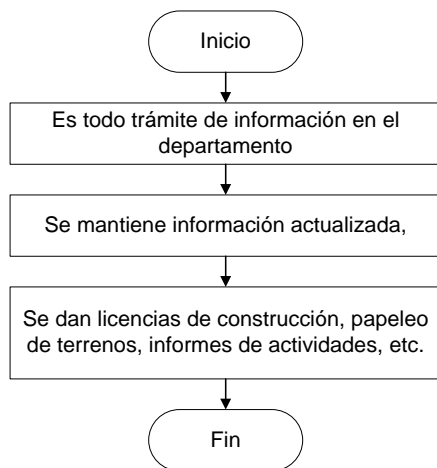 Inicio
Es todo trámite de información en el
departamento
Se mantiene información actualizada,
Se dan licencias de construcción, papeleo
de terrenos, informes de actividades, etc.
Fin